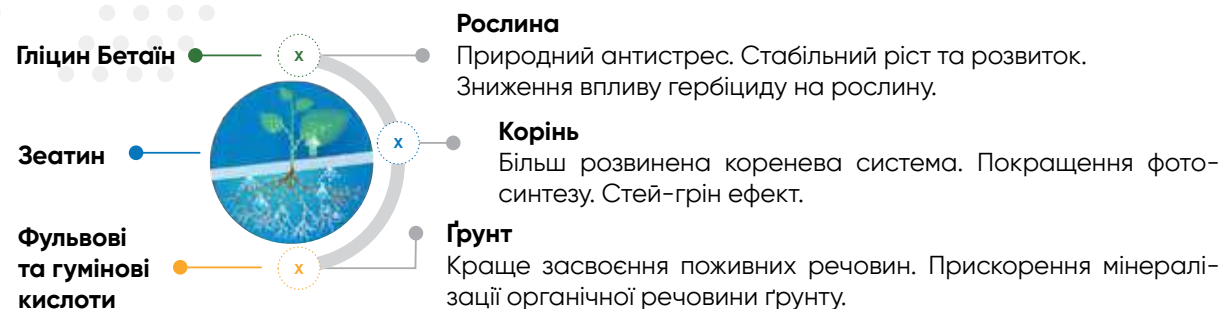 Гліцин Бетаїн
x
Рослина
Природний антистрес. Стабільний ріст та розвиток.
Зниження впливу гербіциду на рослину.
Зеатин
x
Корінь
Більш розвинена коренева система. Покращення фото-
синтезу. Стей-грін ефект.
Фульвові
та гумінові
кислоти
x
Ґрунт
Краще засвоєння поживних речовин. Прискорення мінералі-
зації органічної речовини ґрунту.